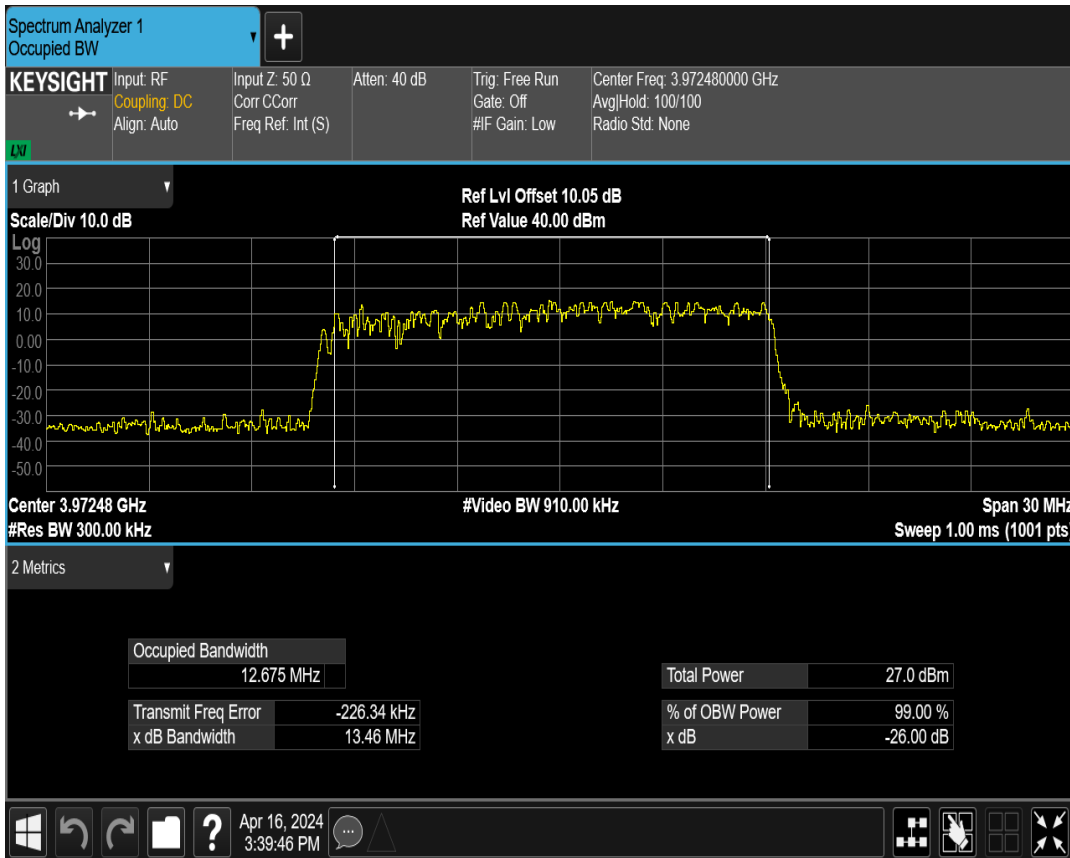 Spectrum Analyzer 1
Occupied BW
+
KEYSIGHT
LXI
Input: RF
Coupling: DC
Align: Auto
Input Z: 50 Ω
Corr CCorr
Freq Ref: Int (S)
Atten: 40 dB
Trig: Free Run
Gate: Off
#IF Gain: Low
Center Freq: 3.972480000 GHz
Avg|Hold: 100/100
Radio Std: None
1 Graph
Ref Lvl Offset 10.05 dB
Scale/Div 10.0 dB
Ref Value 40.00 dBm
Log
30.0
20.0
10.0
0.00
-10.0
-20.0
-30.0
-40.0
-50.0
Center 3.97248 GHz
#Video BW 910.00 kHz
Span 30 MHz
#Res BW 300.00 kHz
Sweep 1.00 ms (1001 pts)
2 Metrics
Occupied Bandwidth
12.675 MHz
Total Power 27.0 dBm
Transmit Freq Error -226.34 kHz
% of OBW Power 99.00 %
x dB Bandwidth 13.46 MHz
x dB -26.00 dB
?
Apr 16, 2024
3:39:46 PM